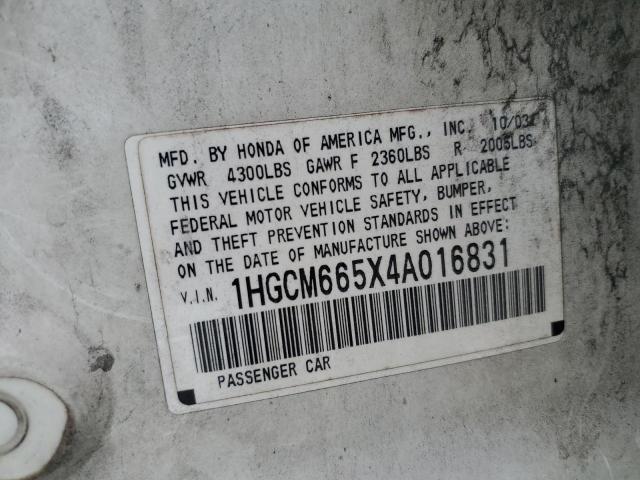 MFD. BY HONDA OF AMERICA MFG., INC. 10/03
GVWR 4300LBS GAWR F 2360LBS R 2005LBS
THIS VEHICLE CONFORMS TO ALL APPLICABLE
FEDERAL MOTOR VEHICLE SAFETY, BUMPER,
AND THEFT PREVENTION STANDARDS IN EFFECT
ON THE DATE OF MANUFACTURE SHOWN ABOVE:
V.I.N. 1HGCM665X4A016831
PASSENGER CAR